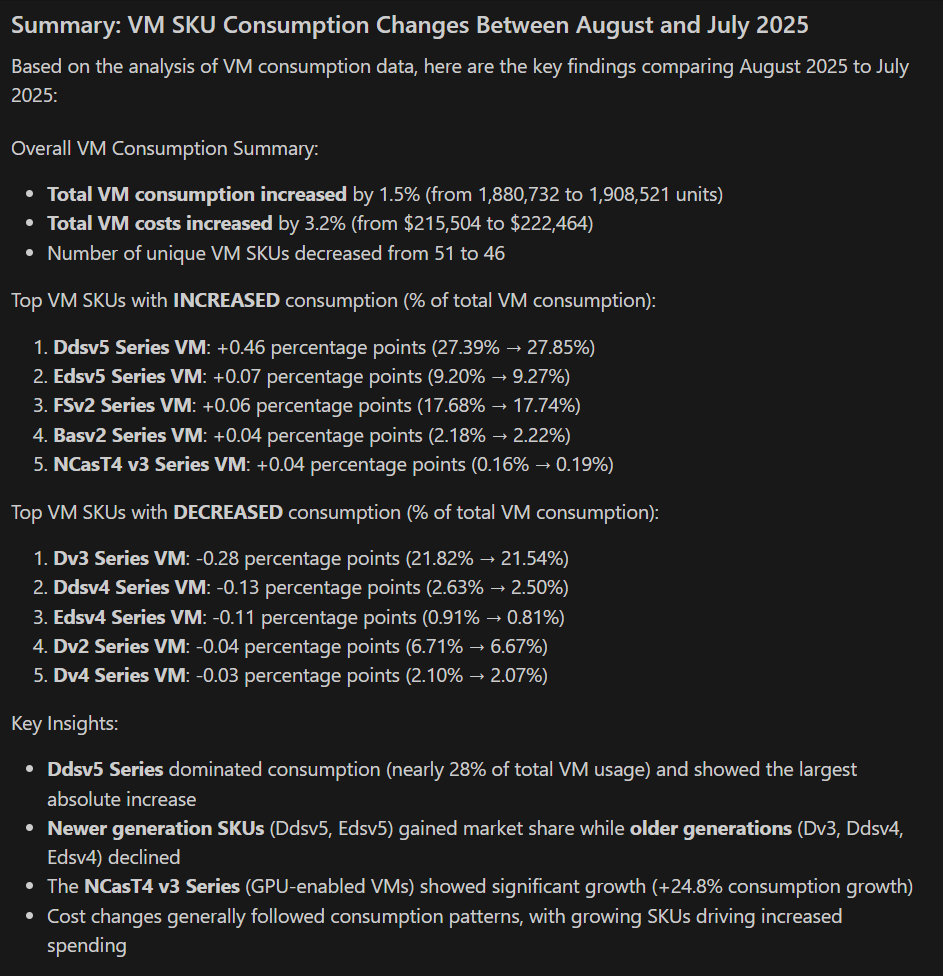 Summary: VM SKU Consumption Changes Between August and July 2025
Based on the analysis of VM consumption data, here are the key findings comparing August 2025 to July
2025:
Overall VM Consumption Summary:
• Total VM consumption increased by 1.5% (from 1,880,732 to 1,908,521 units)
• Total VM costs increased by 3.2% (from $215,504 to $222,464)
• Number of unique VM SKUs decreased from 51 to 46
Top VM SKUs with INCREASED consumption (% of total VM consumption):
1. Ddsv5 Series VM: +0.46 percentage points (27.39% → 27.85%)
2. Edsv5 Series VM: +0.07 percentage points (9.20% → 9.27%)
3. FSv2 Series VM: +0.06 percentage points (17.68% → 17.74%)
4. Basv2 Series VM: +0.04 percentage points (2.18% → 2.22%)
5. NCasT4 v3 Series VM: +0.04 percentage points (0.16% → 0.19%)
Top VM SKUs with DECREASED consumption (% of total VM consumption):
1. Dv3 Series VM: -0.28 percentage points (21.82% → 21.54%)
2. Ddsv4 Series VM: -0.13 percentage points (2.63% → 2.50%)
3. Edsv4 Series VM: -0.11 percentage points (0.91% → 0.81%)
4. Dv2 Series VM: -0.04 percentage points (6.71% → 6.67%)
5. Dv4 Series VM: -0.03 percentage points (2.10% → 2.07%)
Key Insights:
• Ddsv5 Series dominated consumption (nearly 28% of total VM usage) and showed the largest
absolute increase
• Newer generation SKUs (Ddsv5, Edsv5) gained market share while older generations (Dv3, Ddsv4,
Edsv4) declined
• The NCasT4 v3 Series (GPU-enabled VMs) showed significant growth (+24.8% consumption growth)
• Cost changes generally followed consumption patterns, with growing SKUs driving increased
spending